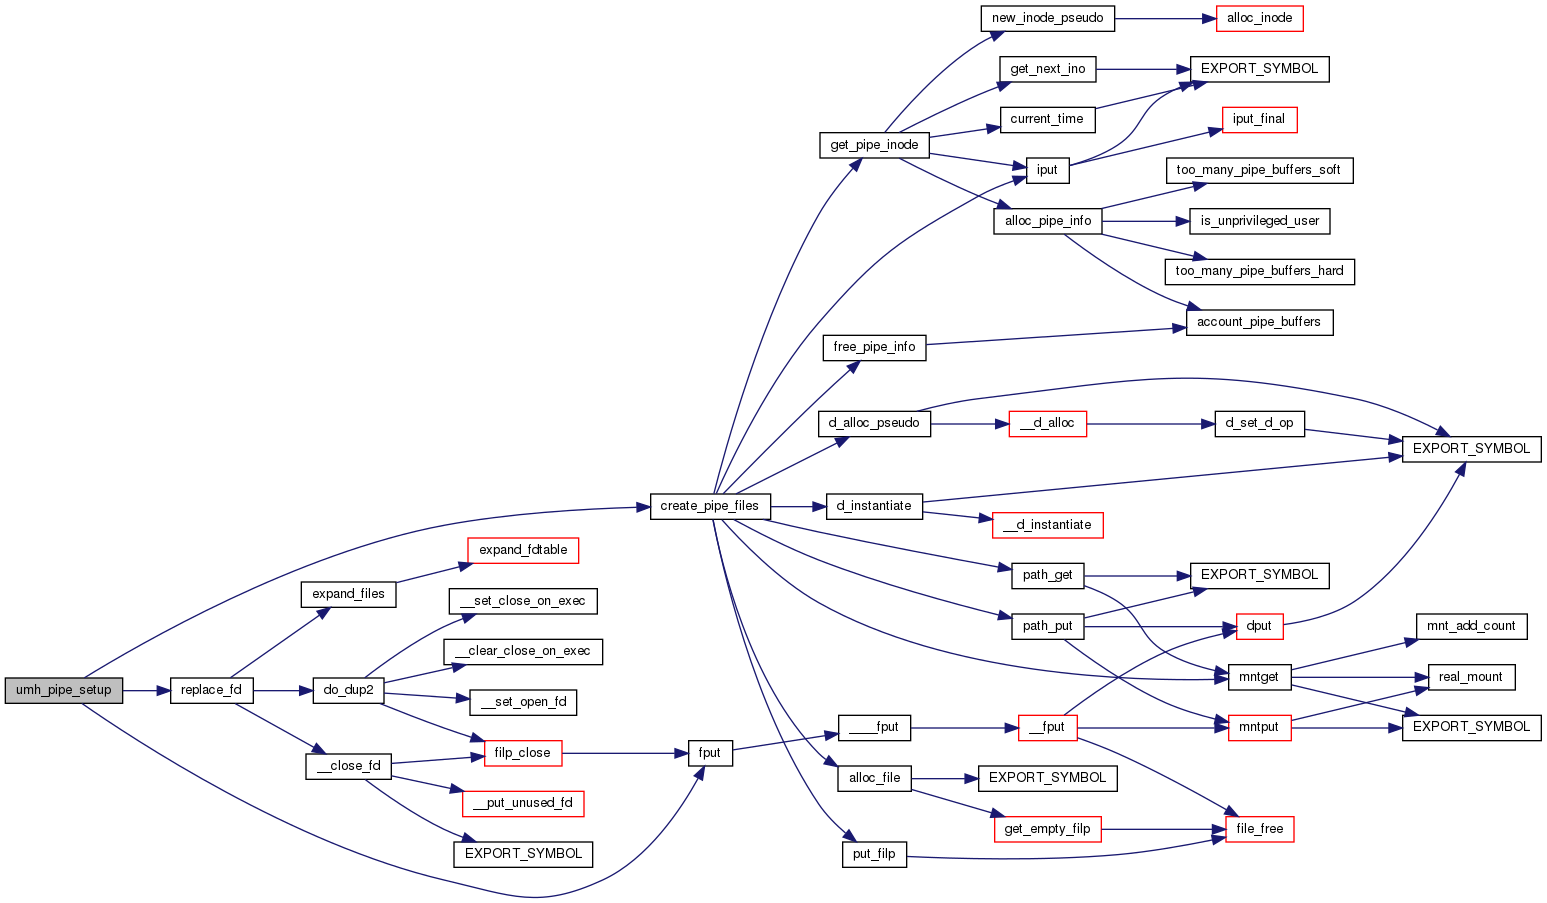 new_inode_pseudo
alloc_inode
get_next_ino
EXPORT_SYMBOL
current_time
iput_final
get_pipe_inode
iput
too_many_pipe_buffers_soft
alloc_pipe_info
is_unprivileged_user
too_many_pipe_buffers_hard
account_pipe_buffers
free_pipe_info
d_alloc_pseudo
__d_alloc
d_set_d_op
EXPORT_SYMBOL
create_pipe_files
d_instantiate
__d_instantiate
expand_fdtable
path_get
EXPORT_SYMBOL
expand_files
__set_close_on_exec
path_put
dput
mnt_add_count
__clear_close_on_exec
mntget
real_mount
umh_pipe_setup
replace_fd
do_dup2
__set_open_fd
____fput
__fput
mntput
EXPORT_SYMBOL
filp_close
fput
__close_fd
alloc_file
EXPORT_SYMBOL
__put_unused_fd
get_empty_filp
file_free
EXPORT_SYMBOL
put_filp